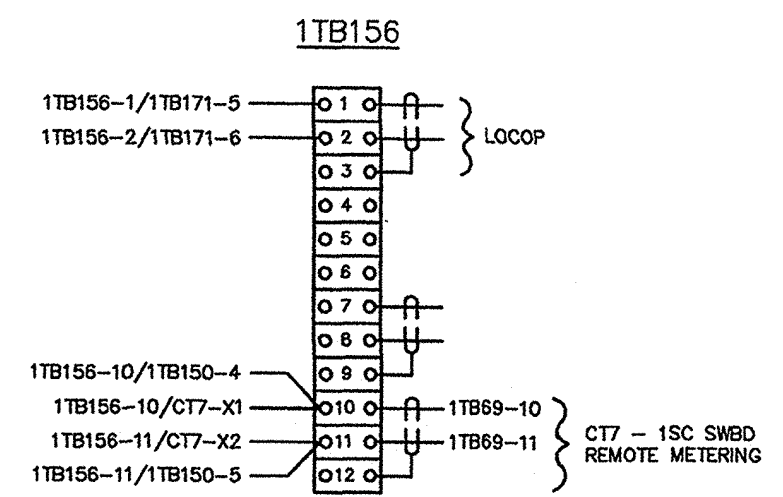 1TB156
1TB156-1/1TB171-5
1
LOCOP
1TB156-2/1TB171-6
2
3
4
5
6
7
8
9
1TB156-10/1TB150-4
1TB156-10/CT7-X1
10
1TB69-10
1TB156-11/CT7-X2
11
1TB69-11
CT7 - 1SC SWBD
REMOTE METERING
1TB156-11/1TB150-5
12